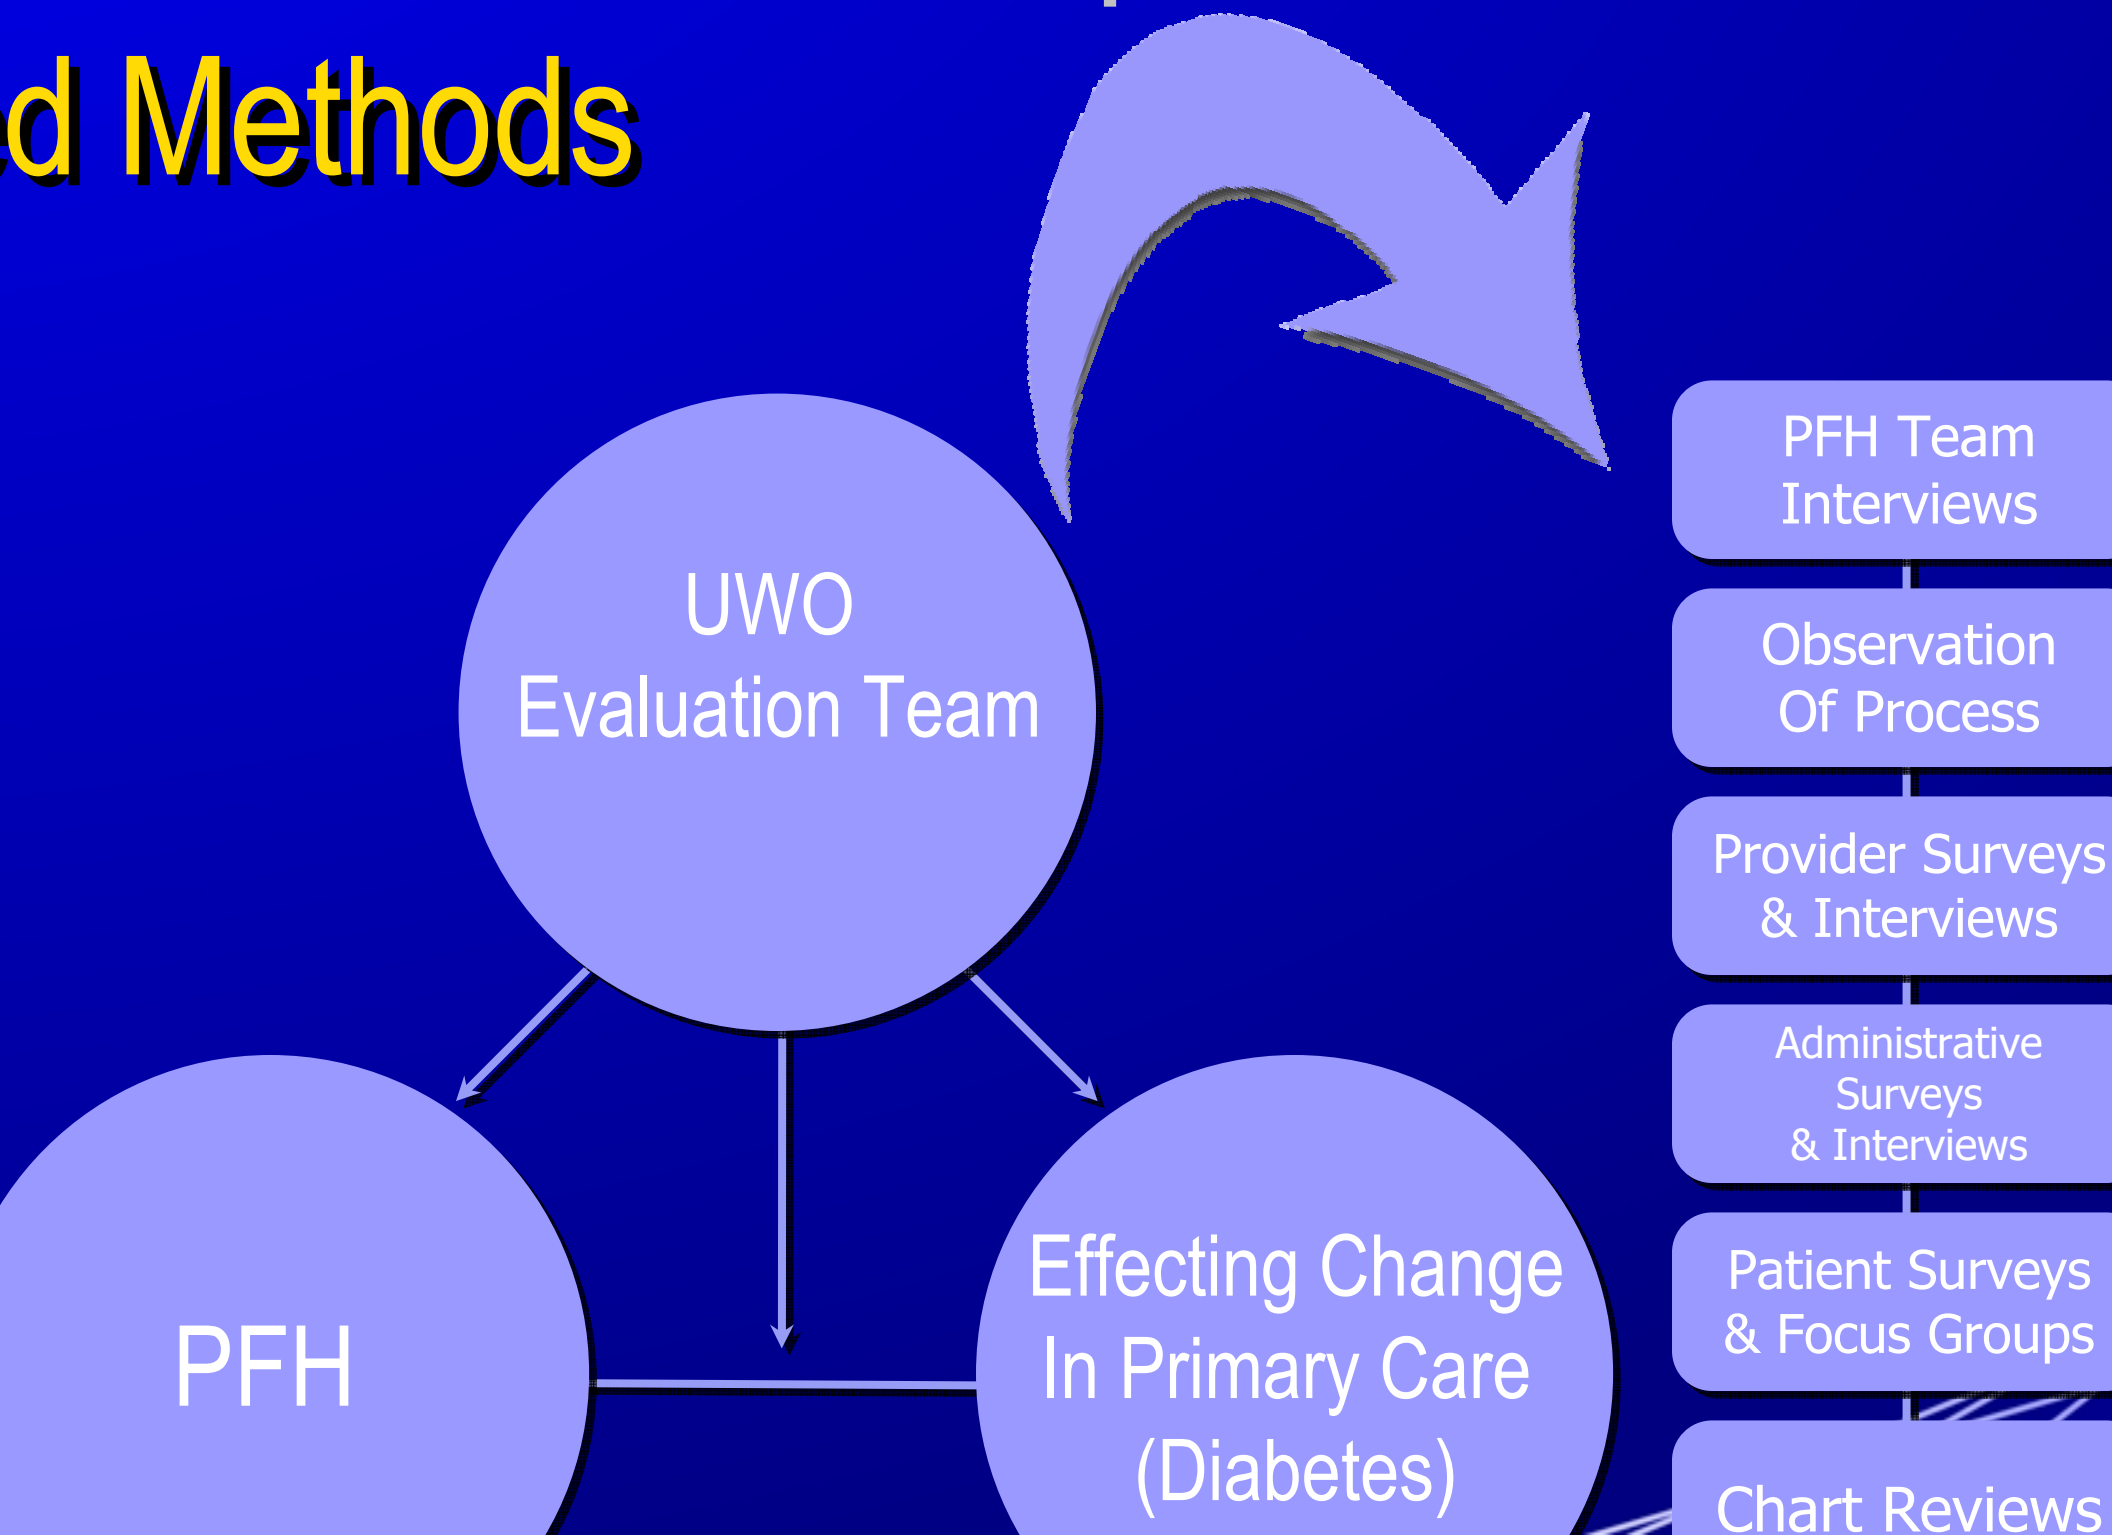 d Methods
UWO
Evaluation Team
PFH
Effecting Change
In Primary Care
(Diabetes)
PFH Team
Interviews
Observation
Of Process
Provider Surveys
& Interviews
Administrative
Surveys
& Interviews
Patient Surveys
& Focus Groups
Chart Reviews